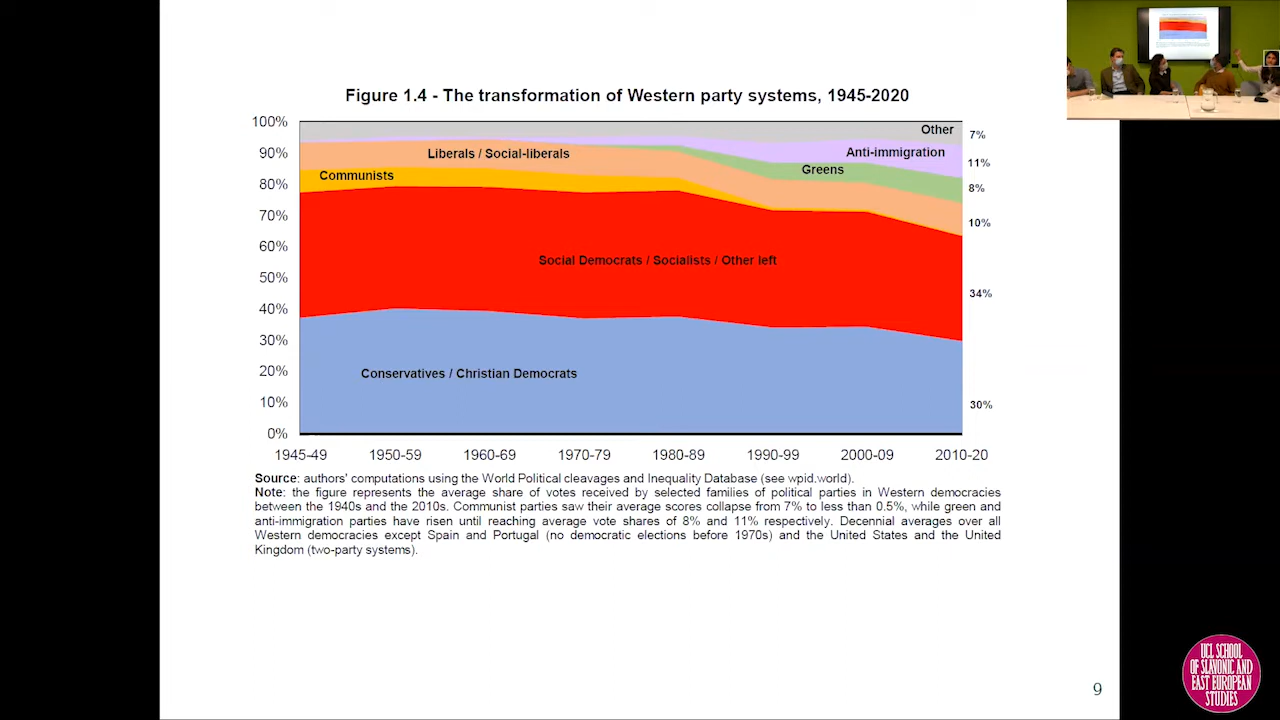 Figure 1.4 - The transformation of Western party systems, 1945-2020
100%
90%
80%
70%
60%
50%
40%
30%
20%
10%
0%
Other
Anti-immigration
Greens
Liberals / Social-liberals
Communists
Social Democrats / Socialists / Other left
Conservatives / Christian Democrats
7%
11%
8%
10%
34%
30%
1945-49 1950-59 1960-69 1970-79 1980-89 1990-99 2000-09 2010-20
Source: authors' computations using the World Political cleavages and Inequality Database (see wpid.world).
Note: the figure represents the average share of votes received by selected families of political parties in Western democracies
between the 1940s and the 2010s. Communist parties saw their average scores collapse from 7% to less than 0.5%, while green and
anti-immigration parties have risen until reaching average vote shares of 8% and 11% respectively. Decennial averages over all
Western democracies except Spain and Portugal (no democratic elections before 1970s) and the United States and the United
Kingdom (two-party systems).
9
UCL SCHOOL
OF SLAVONIC AND
EAST EUROPEAN
STUDIES